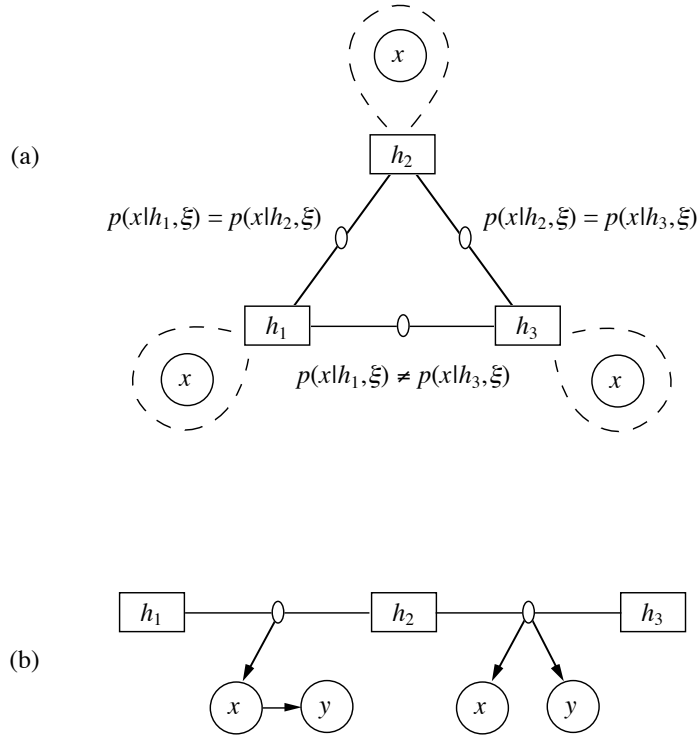 x
(a)
h₂
p(x|h₁,ξ) = p(x|h₂,ξ)
p(x|h₂,ξ) = p(x|h₃,ξ)
h₁
h₃
x
p(x|h₁,ξ) ≠ p(x|h₃,ξ)
x
(b)
h₁
h₂
h₃
x
y
x
y